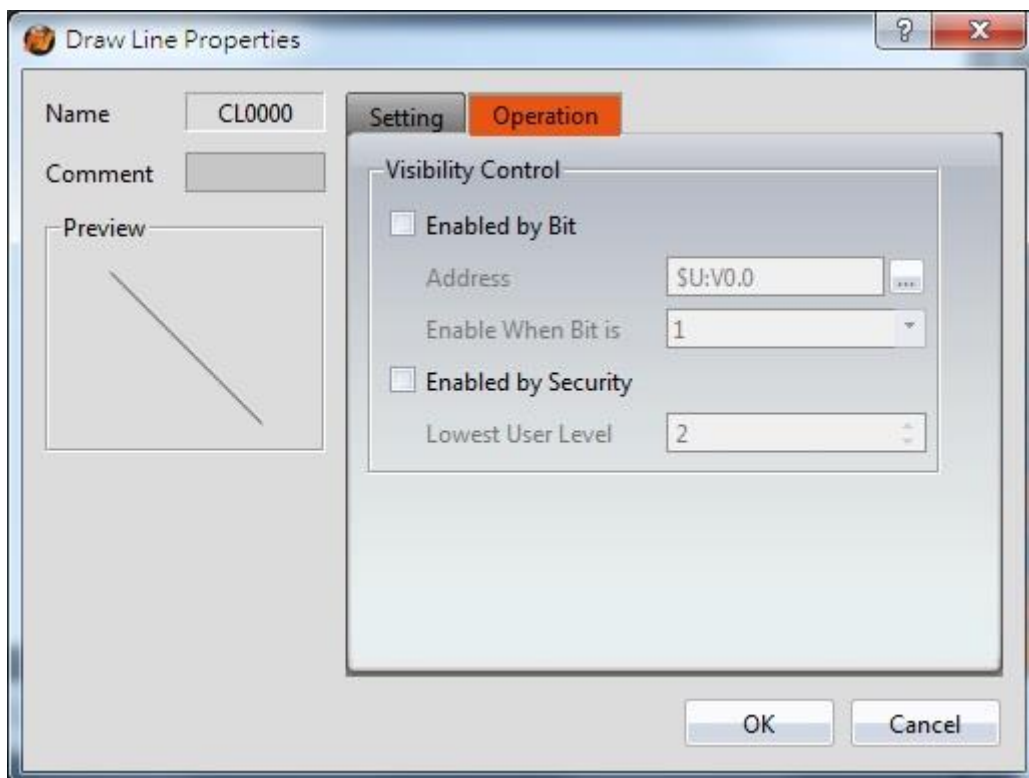 Draw Line Properties
?
X
Name CL0000
Comment
Preview
Setting Operation
Visibility Control
Enabled by Bit
Address $U:V0.0 ...
Enable When Bit is 1
Enabled by Security
Lowest User Level 2
OK Cancel